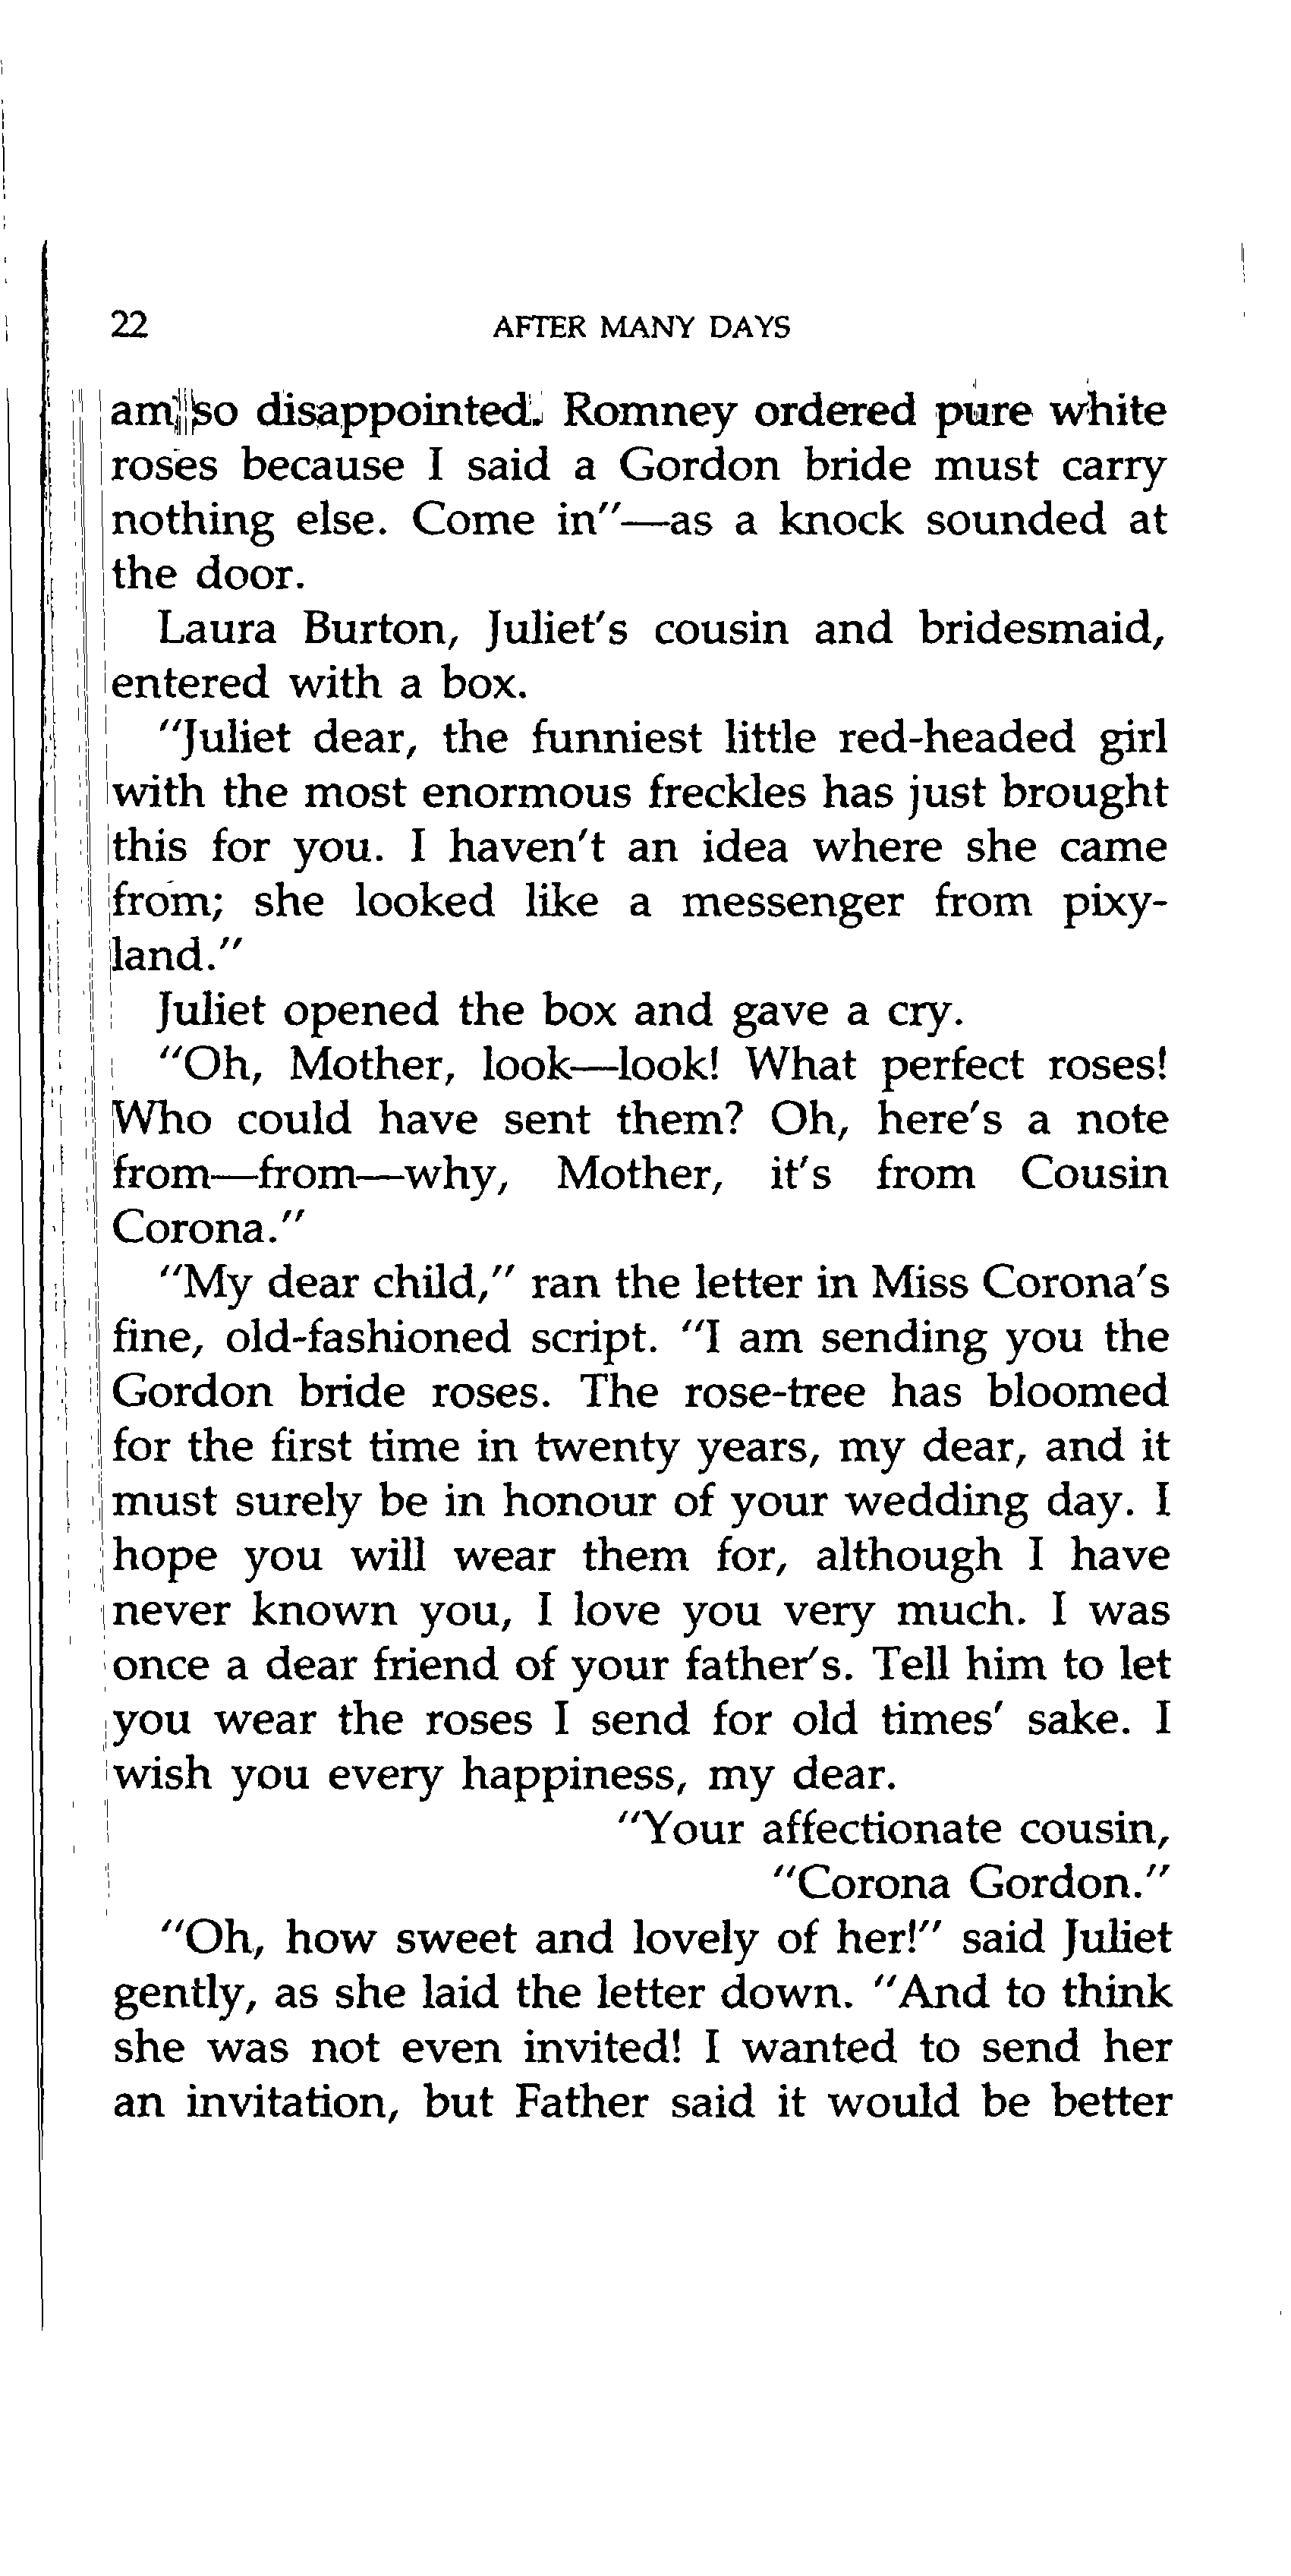 22 AFTER MANY DAYS
am so disappointed. Romney ordered pure white
roses because I said a Gordon bride must carry
nothing else. Come in"—as a knock sounded at
the door.
Laura Burton, Juliet's cousin and bridesmaid,
entered with a box.
"Juliet dear, the funniest little red-headed girl
with the most enormous freckles has just brought
this for you. I haven't an idea where she came
from; she looked like a messenger from pixy-
land."
Juliet opened the box and gave a cry.
"Oh, Mother, look—look! What perfect roses!
Who could have sent them? Oh, here's a note
from—from—why, Mother, it's from Cousin
Corona."
"My dear child," ran the letter in Miss Corona's
fine, old-fashioned script. "I am sending you the
Gordon bride roses. The rose-tree has bloomed
for the first time in twenty years, my dear, and it
must surely be in honour of your wedding day. I
hope you will wear them for, although I have
never known you, I love you very much. I was
once a dear friend of your father's. Tell him to let
you wear the roses I send for old times' sake. I
wish you every happiness, my dear.
"Your affectionate cousin,
"Corona Gordon."
"Oh, how sweet and lovely of her!" said Juliet
gently, as she laid the letter down. "And to think
she was not even invited! I wanted to send her
an invitation, but Father said it would be better